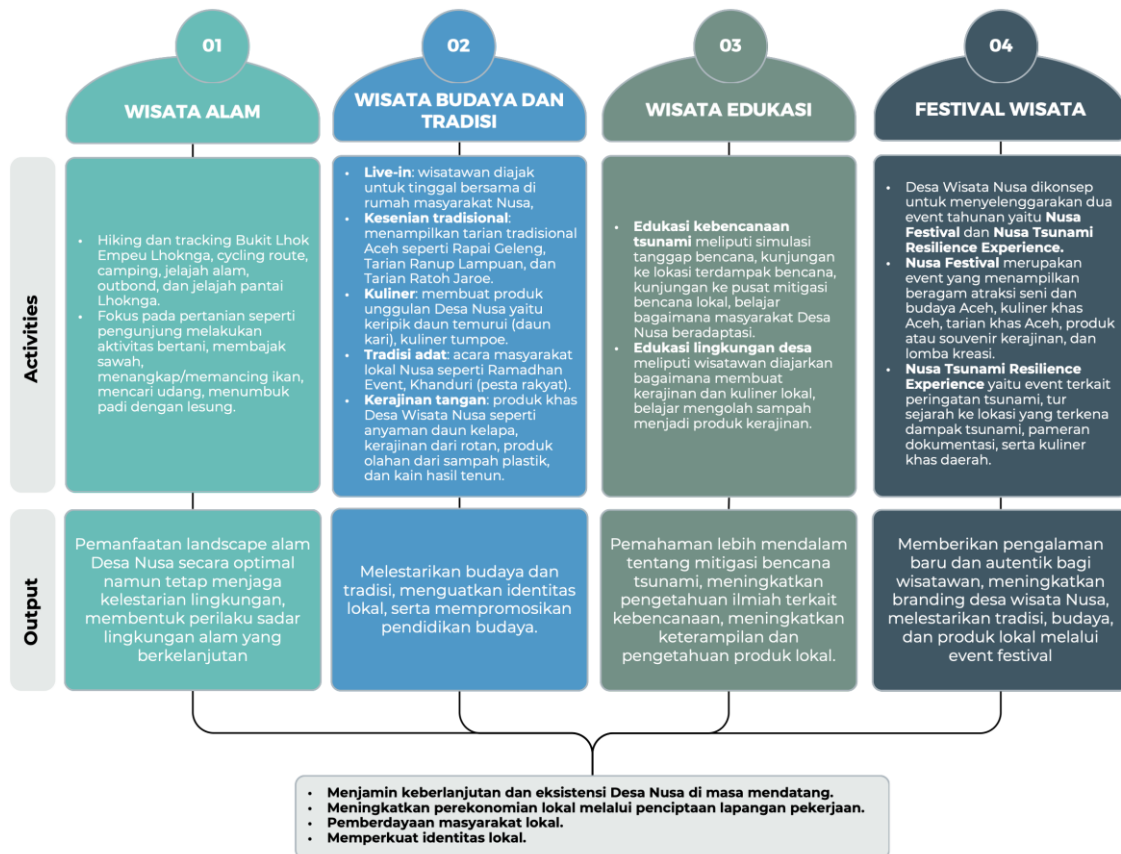 01
WISATA ALAM
02
WISATA BUDAYA DAN
TRADISI
03
WISATA EDUKASI
04
FESTIVAL WISATA
Activities
• Hiking dan tracking Bukit Lhok
Empeu Lhoknga, cycling route,
camping, jelajah alam,
outbond, dan jelajah pantai
Lhoknga.
• Fokus pada pertanian seperti
pengunjung melakukan
aktivitas bertani, membajak
sawah,
menangkap/memancing ikan,
mencari udang, menumbuk
padi dengan lesung.
• Live-in: wisatawan diajak
untuk tinggal bersama di
rumah masyarakat Nusa,
• Kesenian tradisional:
menampilkan tarian tradisional
Aceh seperti Rapai Geleng,
Tarian Ranup Lampuan, dan
Tarian Ratoh Jaroe.
• Kuliner: membuat produk
unggulan Desa Nusa yaitu
keripik daun temurui (daun
kari), kuliner tumpoe.
• Tradisi adat: acara masyarakat
lokal Nusa seperti Ramadhan
Event, Khanduri (pesta rakyat).
• Kerajinan tangan: produk khas
Desa Wisata Nusa seperti
anyaman daun kelapa,
kerajinan dari rotan, produk
olahan dari sampah plastik,
dan kain hasil tenun.
• Edukasi kebencanaan
tsunami meliputi simulasi
tanggap bencana, kunjungan
ke lokasi terdampak bencana,
kunjungan ke pusat mitigasi
bencana lokal, belajar
bagaimana masyarakat Desa
Nusa beradaptasi.
• Edukasi lingkungan desa
meliputi wisatawan diajarkan
bagaimana membuat
kerajinan dan kuliner lokal,
belajar mengolah sampah
menjadi produk kerajinan.
• Desa Wisata Nusa dikonsep
untuk menyelenggarakan dua
event tahunan yaitu Nusa
Festival dan Nusa Tsunami
Resilience Experience.
• Nusa Festival merupakan
event yang menampilkan
beragam atraksi seni dan
budaya Aceh, kuliner khas
Aceh, tarian khas Aceh, produk
atau souvenir kerajinan, dan
lomba kreasi.
• Nusa Tsunami Resilience
Experience yaitu event terkait
peringatan tsunami, tur
sejarah ke lokasi yang terkena
dampak tsunami, pameran
dokumentasi, serta kuliner
khas daerah.
Output
Pemanfaatan landscape alam
Desa Nusa secara optimal
namun tetap menjaga
kelestarian lingkungan,
membentuk perilaku sadar
lingkungan alam yang
berkelanjutan
Melestarikan budaya dan
tradisi, menguatkan identitas
lokal, serta mempromosikan
pendidikan budaya.
Pemahaman lebih mendalam
tentang mitigasi bencana
tsunami, meningkatkan
pengetahuan ilmiah terkait
kebencanaan, meningkatkan
keterampilan dan
pengetahuan produk lokal.
Memberikan pengalaman
baru dan autentik bagi
wisatawan, meningkatkan
branding desa wisata Nusa,
melestarikan tradisi, budaya,
dan produk lokal melalui
event festival
• Menjamin keberlanjutan dan eksistensi Desa Nusa di masa mendatang.
• Meningkatkan perekonomian lokal melalui penciptaan lapangan pekerjaan.
• Pemberdayaan masyarakat lokal.
• Memperkuat identitas lokal.